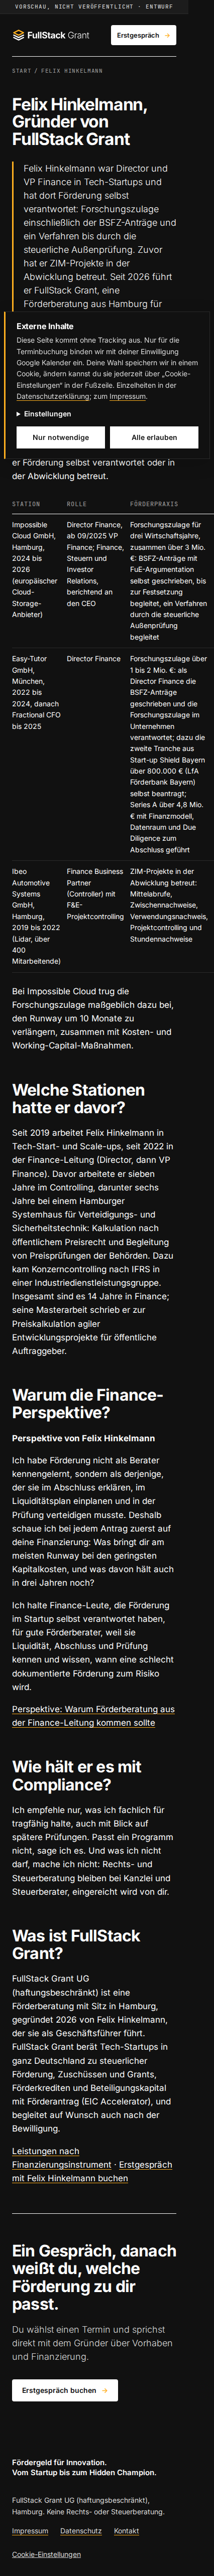 VORSCHAU, NICHT VERÖFFENTLICHT · ENTWURF
FullStack Grant
Erstgespräch →
START / FELIX HINKELMANN
Felix Hinkelmann,
Gründer von
FullStack Grant
Felix Hinkelmann war Director und
VP Finance in Tech-Startups und
hat dort Förderung selbst
verantwortet: Forschungszulage
einschließlich der BSFZ-Anträge und
ein Verfahren bis durch die
steuerliche Außenprüfung. Zuvor
hat er ZIM-Projekte in der
Abwicklung betreut. Seit 2026 führt
er FullStack Grant, eine
Förderberatung aus Hamburg für
Externe Inhalte
Diese Seite kommt ohne Tracking aus. Nur für die
Terminbuchung binden wir mit deiner Einwilligung
Google Kalender ein. Deine Wahl speichern wir in einem
Cookie, ändern kannst du sie jederzeit über „Cookie-
Einstellungen“ in der Fußzeile. Einzelheiten in der
Datenschutzerklärung; zum Impressum.
▸ Einstellungen
Nur notwendige
Alle erlauben
er Förderung selbst verantwortet oder in
der Abwicklung betreut.
STATION
ROLLE
FÖRDERPRAXIS
Impossible
Cloud GmbH,
Hamburg,
2024 bis
2026
(europäischer
Cloud-
Storage-
Anbieter)
Director Finance,
ab 09/2025 VP
Finance; Finance,
Steuern und
Investor
Relations,
berichtend an
den CEO
Forschungszulage für
drei Wirtschaftsjahre,
zusammen über 3 Mio.
€: BSFZ-Anträge mit
FuE-Argumentation
selbst geschrieben, bis
zur Festsetzung
begleitet, ein Verfahren
durch die steuerliche
Außenprüfung
begleitet
Easy-Tutor
GmbH,
München,
2022 bis
2024, danach
Fractional CFO
bis 2025
Director Finance
Forschungszulage über
1 bis 2 Mio. €: als
Director Finance die
BSFZ-Anträge
geschrieben und die
Forschungszulage im
Unternehmen
verantwortet; dazu die
zweite Tranche aus
Start-up Shield Bayern
über 800.000 € (LfA
Förderbank Bayern)
selbst beantragt;
Series A über 4,8 Mio.
€ mit Finanzmodell,
Datenraum und Due
Diligence zum
Abschluss geführt
Ibeo
Automotive
Systems
GmbH,
Hamburg,
2019 bis 2022
(Lidar, über
400
Mitarbeitende)
Finance Business
Partner
(Controller) mit
F&E-
Projektcontrolling
ZIM-Projekte in der
Abwicklung betreut:
Mittelabrufe,
Zwischennachweise,
Verwendungsnachweis,
Projektcontrolling und
Stundennachweise
Bei Impossible Cloud trug die
Forschungszulage maßgeblich dazu bei,
den Runway um 10 Monate zu
verlängern, zusammen mit Kosten- und
Working-Capital-Maßnahmen.
Welche Stationen
hatte er davor?
Seit 2019 arbeitet Felix Hinkelmann in
Tech-Start- und Scale-ups, seit 2022 in
der Finance-Leitung (Director, dann VP
Finance). Davor arbeitete er sieben
Jahre im Controlling, darunter sechs
Jahre bei einem Hamburger
Systemhaus für Verteidigungs- und
Sicherheitstechnik: Kalkulation nach
öffentlichem Preisrecht und Begleitung
von Preisprüfungen der Behörden. Dazu
kam Konzerncontrolling nach IFRS in
einer Industriedienstleistungsgruppe.
Insgesamt sind es 14 Jahre in Finance;
seine Masterarbeit schrieb er zur
Preiskalkulation agiler
Entwicklungsprojekte für öffentliche
Auftraggeber.
Warum die Finance-
Perspektive?
Perspektive von Felix Hinkelmann
Ich habe Förderung nicht als Berater
kennengelernt, sondern als derjenige,
der sie im Abschluss erklären, im
Liquiditätsplan einplanen und in der
Prüfung verteidigen musste. Deshalb
schaue ich bei jedem Antrag zuerst auf
deine Finanzierung: Was bringt dir am
meisten Runway bei den geringsten
Kapitalkosten, und was davon hält auch
in drei Jahren noch?
Ich halte Finance-Leute, die Förderung
im Startup selbst verantwortet haben,
für gute Förderberater, weil sie
Liquidität, Abschluss und Prüfung
kennen und wissen, wann eine schlecht
dokumentierte Förderung zum Risiko
wird.
Perspektive: Warum Förderberatung aus
der Finance-Leitung kommen sollte
Wie hält er es mit
Compliance?
Ich empfehle nur, was ich fachlich für
tragfähig halte, auch mit Blick auf
spätere Prüfungen. Passt ein Programm
nicht, sage ich es. Und was ich nicht
darf, mache ich nicht: Rechts- und
Steuerberatung bleiben bei Kanzlei und
Steuerberater, eingereicht wird von dir.
Was ist FullStack
Grant?
FullStack Grant UG
(haftungsbeschränkt) ist eine
Förderberatung mit Sitz in Hamburg,
gegründet 2026 von Felix Hinkelmann,
der sie als Geschäftsführer führt.
FullStack Grant berät Tech-Startups in
ganz Deutschland zu steuerlicher
Förderung, Zuschüssen und Grants,
Förderkrediten und Beteiligungskapital
mit Förderantrag (EIC Accelerator), und
begleitet auf Wunsch auch nach der
Bewilligung.
Leistungen nach
Finanzierungsinstrument · Erstgespräch
mit Felix Hinkelmann buchen
Ein Gespräch, danach
weißt du, welche
Förderung zu dir
passt.
Du wählst einen Termin und sprichst
direkt mit dem Gründer über Vorhaben
und Finanzierung.
Erstgespräch buchen →
Fördergeld für Innovation.
Vom Startup bis zum Hidden Champion.
FullStack Grant UG (haftungsbeschränkt),
Hamburg. Keine Rechts- oder Steuerberatung.
Impressum Datenschutz Kontakt
Cookie-Einstellungen